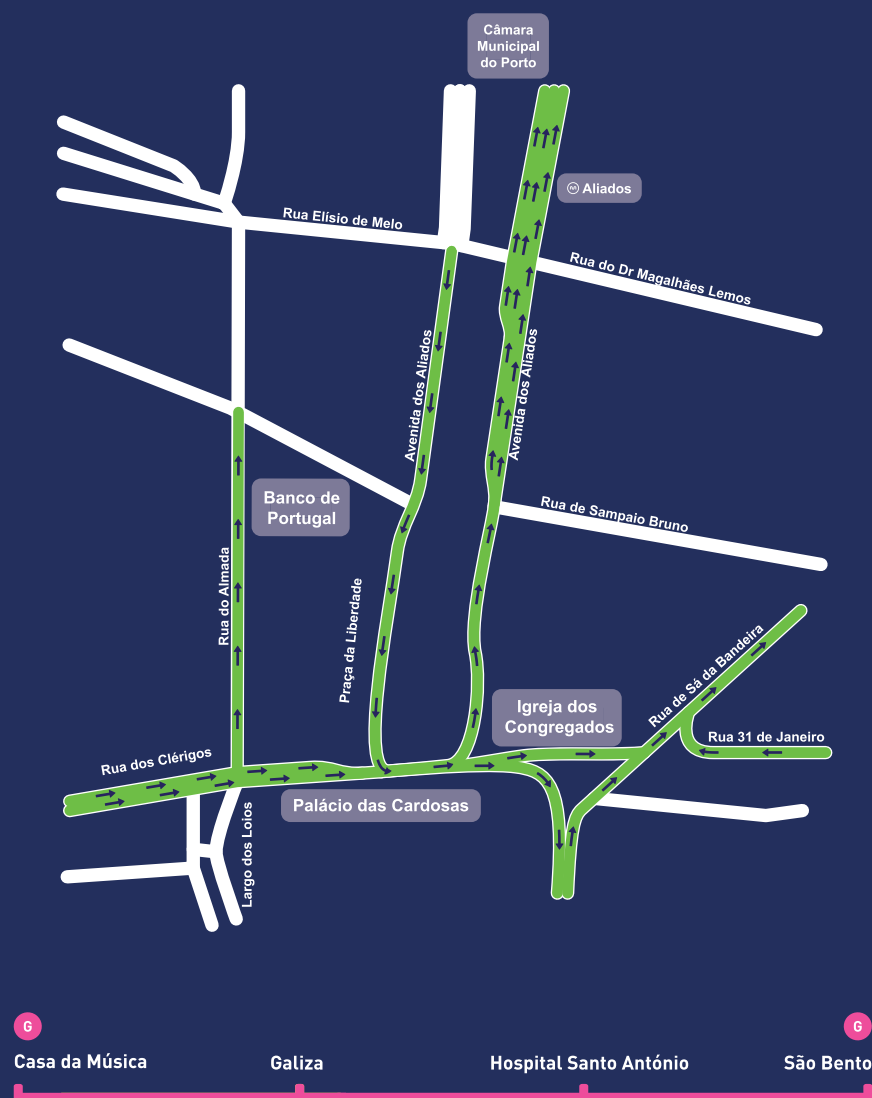 Câmara
Municipal
do Porto
Aliados
Rua Elísio de Melo
Rua do Dr Magalhães Lemos
Avenida dos Aliados
Avenida dos Aliados
Banco de
Portugal
Rua de Sampaio Bruno
Rua do Almada
Praça da Liberdade
Rua de Sá da Bandeira
Igreja dos
Congregados
Rua 31 de Janeiro
Rua dos Clérigos
Palácio das Cardosas
Largo dos Loios
G
G
Casa da Música
Galiza
Hospital Santo António
São Bento